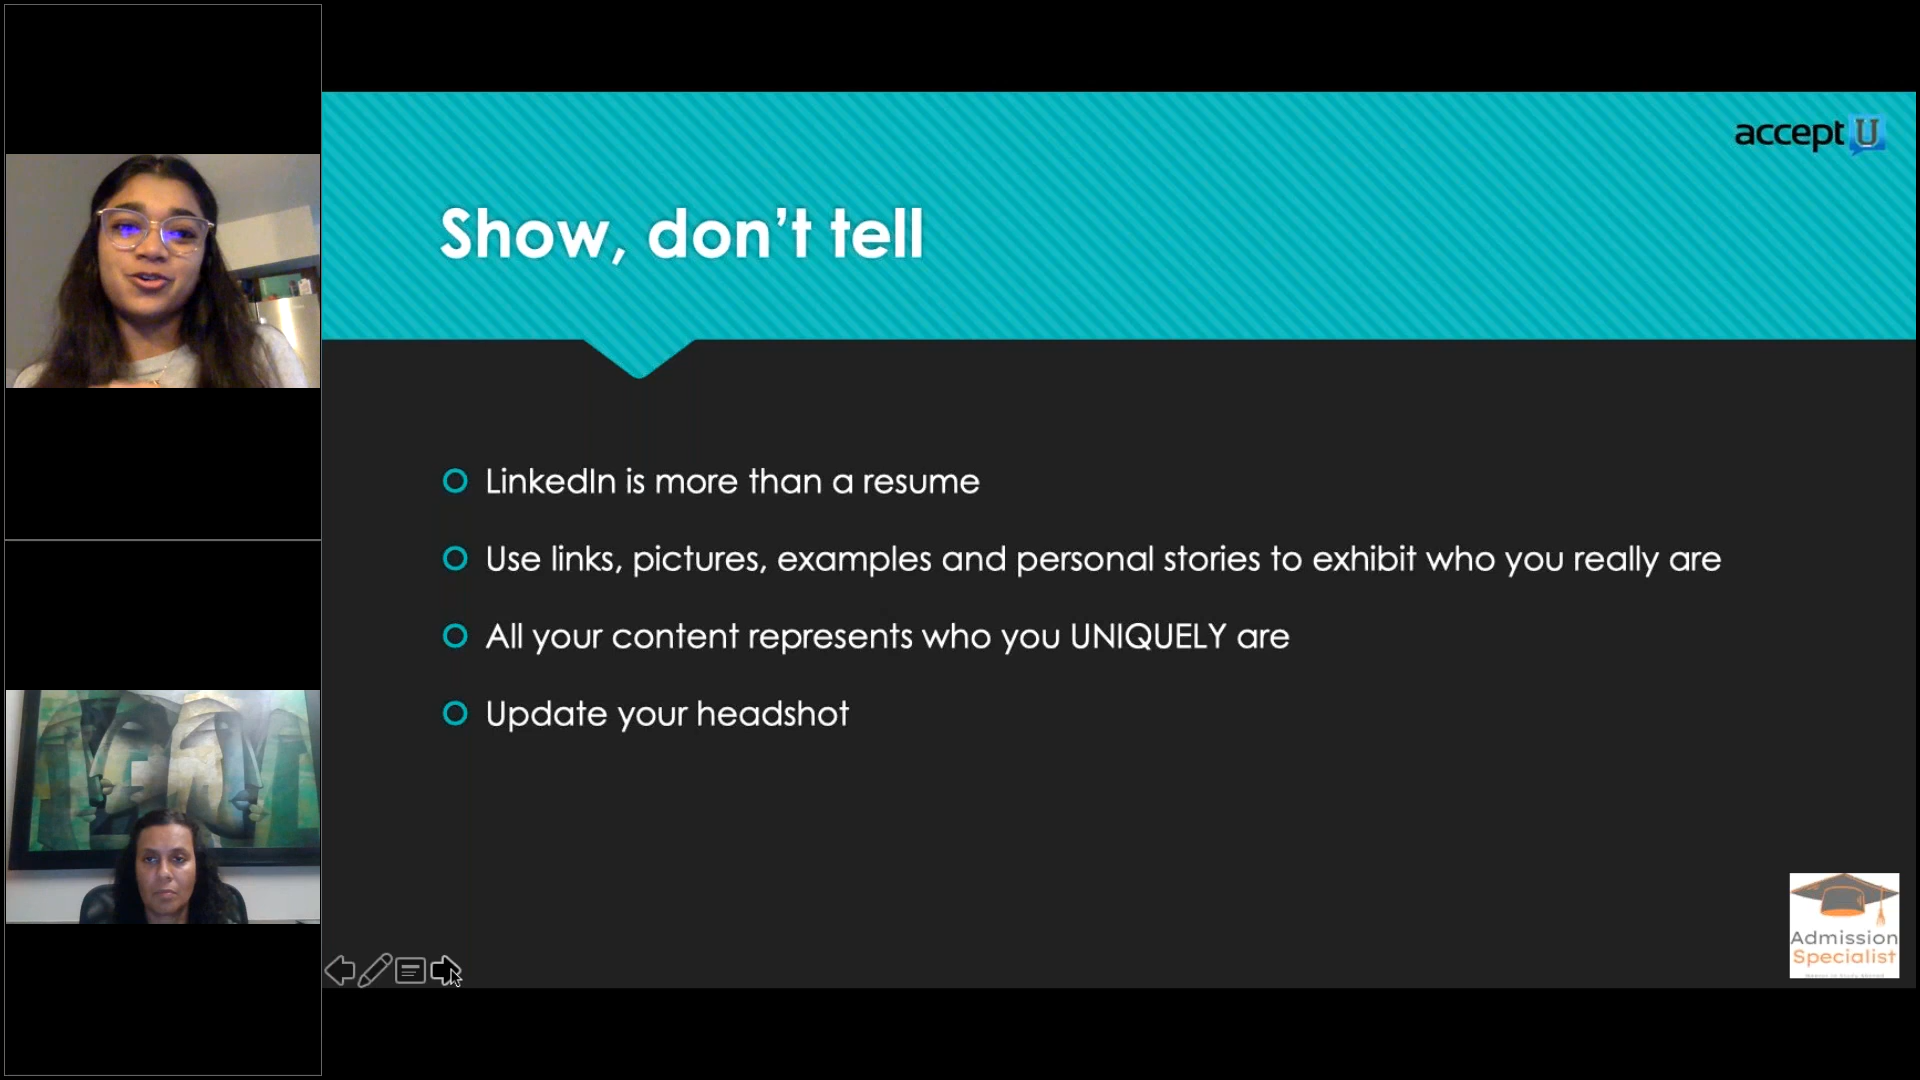 accept U
Show, don't tell
LinkedIn is more than a resume
Use links, pictures, examples and personal stories to exhibit who you really are
All your content represents who you UNIQUELY are
Update your headshot
Admission
Specialist